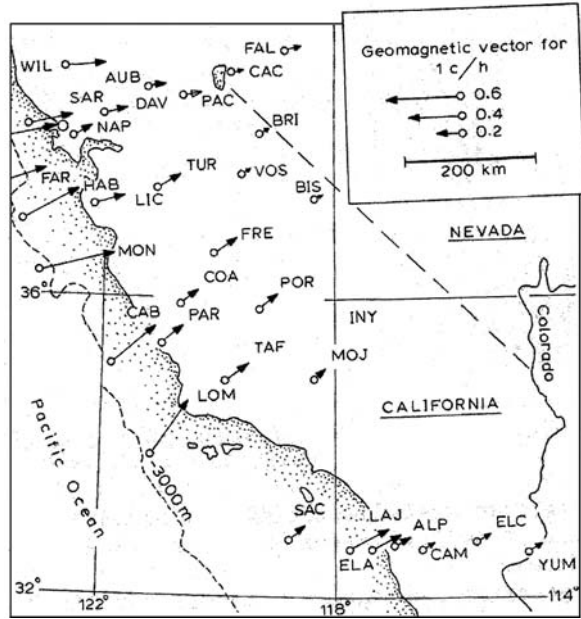 FAL
WIL
AUB
CAC
SAR
DAV
PAC
NAP
BRI
FAR
HAB
TUR
VOS
LIC
BIS
MON
FRE
COA
POR
36°
CAB
PAR
INY
TAF
MOJ
LOM
SAC
LAJ
ALP
ELC
ELA
CAM
YUM
Geomagnetic vector for
1 c/h
0.6
0.4
0.2
200 km
NEVADA
CALIFORNIA
Colorado
Pacific Ocean
3000m
32°
122°
118°
114°